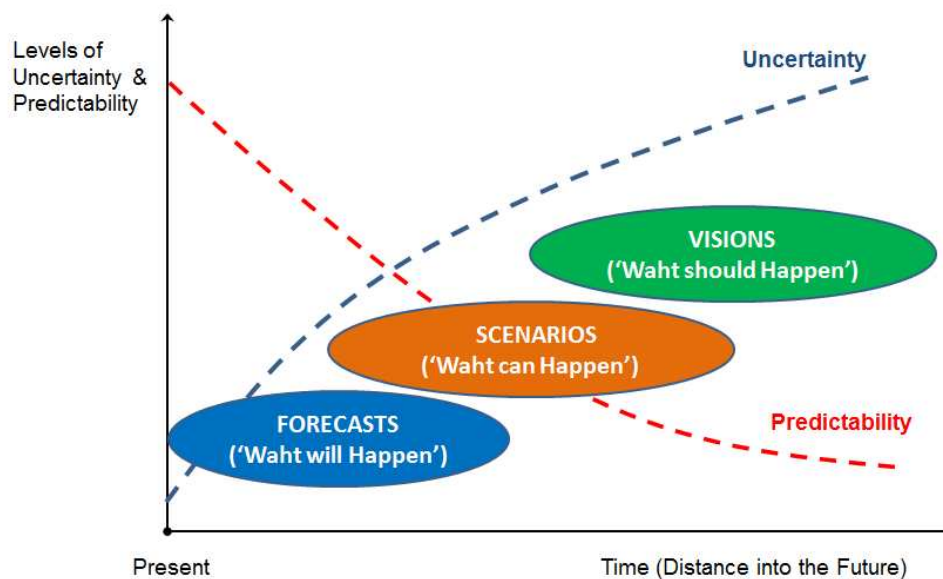 Levels of
Uncertainty &
Predictability
Uncertainty
VISIONS
(‘Waht should Happen’)
SCENARIOS
(‘Waht can Happen’)
FORECASTS
(‘Waht will Happen’)
Predictability
Present
Time (Distance into the Future)